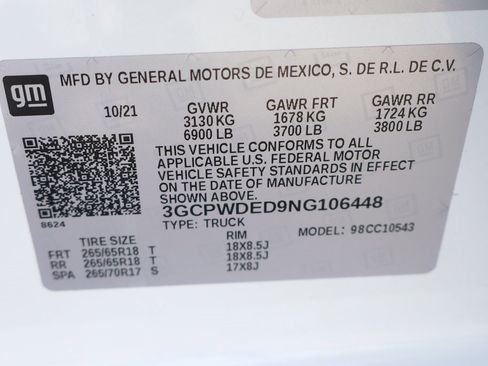 gm
MFD BY GENERAL MOTORS DE MEXICO, S. DE R.L. DE C.V.
10/21 GVWR GAWR FRT GAWR RR
3130 KG 1678 KG 1724 KG
6900 LB 3700 LB 3800 LB
THIS VEHICLE CONFORMS TO ALL
APPLICABLE U.S. FEDERAL MOTOR
VEHICLE SAFETY STANDARDS IN EFFECT
ON THE DATE OF MANUFACTURE
SHOWN ABOVE.
3GCPWDED9NG106448
8624
TYPE: TRUCK MODEL: 98CC10543
TIRE SIZE RIM
FRT 265/65R18 T 18X8.5J
RR 265/65R18 T 18X8.5J
SPA 265/70R17 S 17X8J